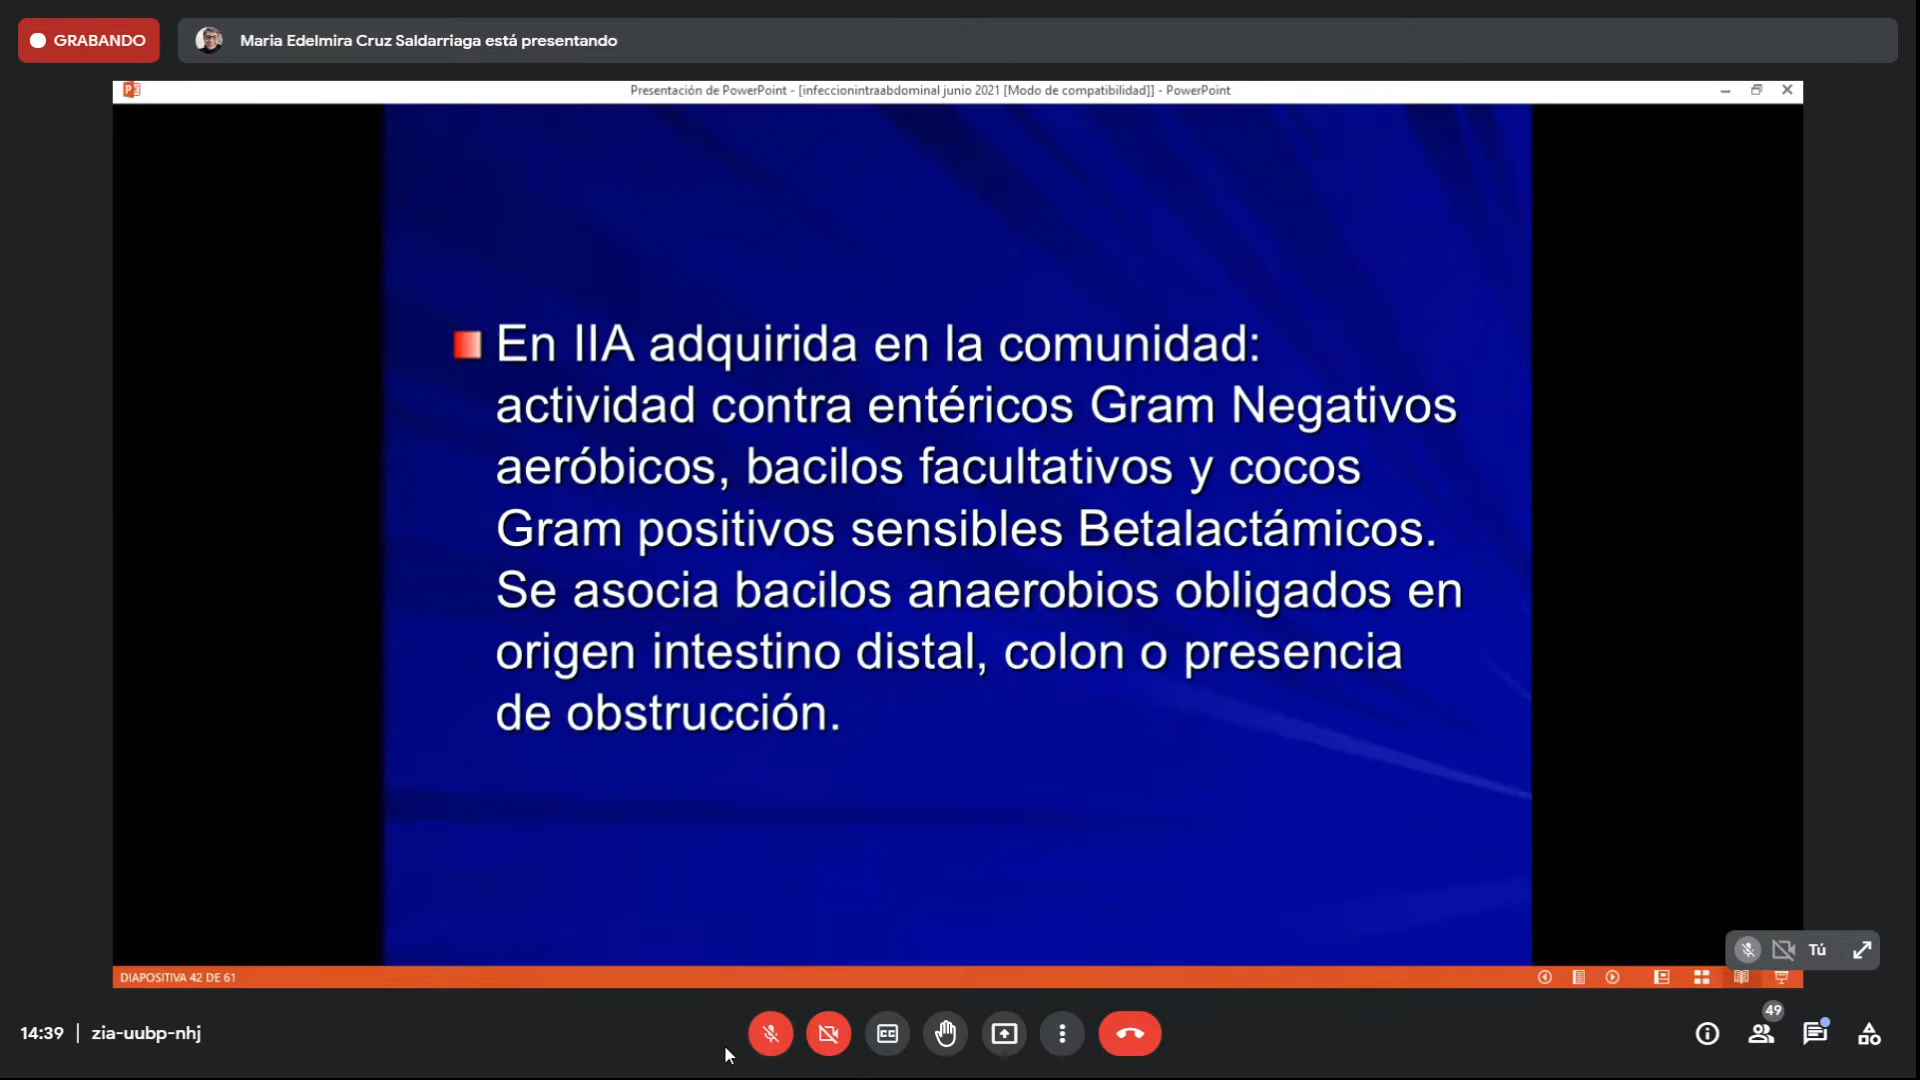 GRABANDO
Maria Edelmira Cruz Saldarriaga está presentando
Presentación de PowerPoint - [infeccionintraabdominal junio 2021 [Modo de compatibilidad]] - PowerPoint
En IIA adquirida en la comunidad:
actividad contra entéricos Gram Negativos
aeróbicos, bacilos facultativos y cocos
Gram positivos sensibles Betalactámicos.
Se asocia bacilos anaerobios obligados en
origen intestino distal, colon o presencia
de obstrucción.
Tú
DIAPOSITIVA 42 DE 61
49
14:39 | zia-uubp-nhj